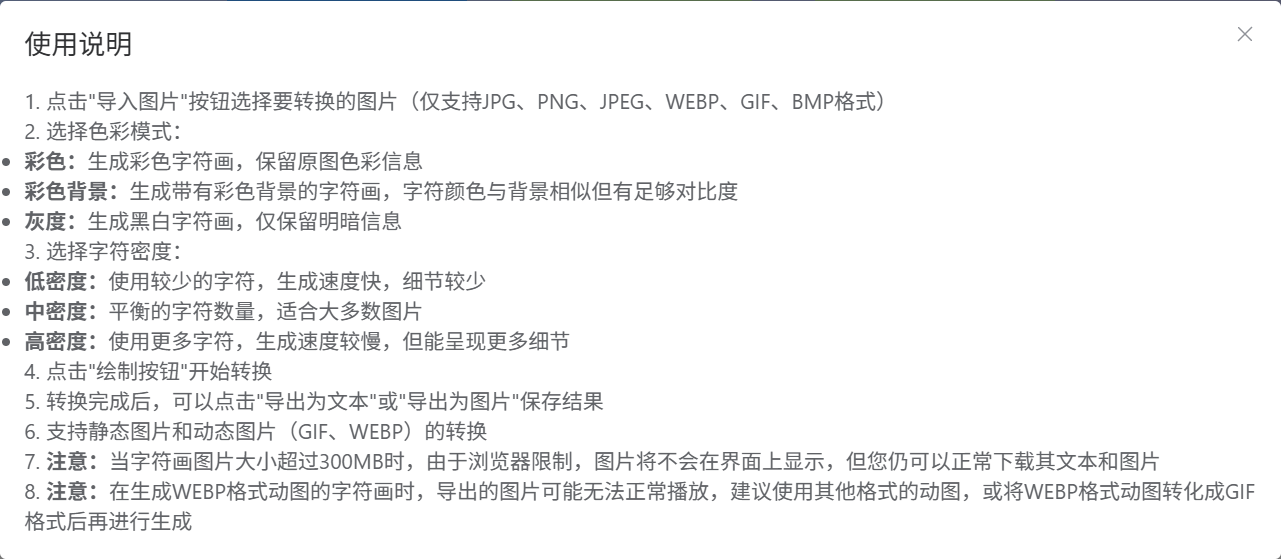 使用说明
1. 点击"导入图片"按钮选择要转换的图片（仅支持JPG、PNG、JPEG、WEBP、GIF、BMP格式）
2. 选择色彩模式：
• 彩色：生成彩色字符画，保留原图色彩信息
• 彩色背景：生成带有彩色背景的字符画，字符颜色与背景相似但有足够对比度
• 灰度：生成黑白字符画，仅保留明暗信息
3. 选择字符密度：
• 低密度：使用较少的字符，生成速度快，细节较少
• 中密度：平衡的字符数量，适合大多数图片
• 高密度：使用更多字符，生成速度较慢，但能呈现更多细节
4. 点击"绘制按钮"开始转换
5. 转换完成后，可以点击"导出为文本"或"导出为图片"保存结果
6. 支持静态图片和动态图片（GIF、WEBP）的转换
7. 注意：当字符画图片大小超过300MB时，由于浏览器限制，图片将不会在界面上显示，但您仍可以正常下载其文本和图片
8. 注意：在生成WEBP格式动图的字符画时，导出的图片可能无法正常播放，建议使用其他格式的动图，或将WEBP格式动图转化成GIF
格式后再进行生成